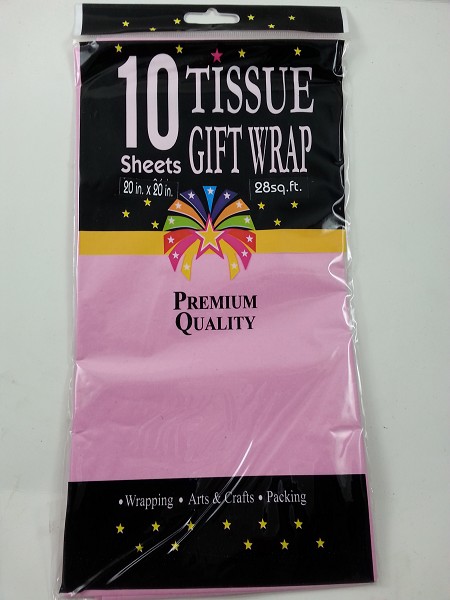 10 TISSUE
Sheets GIFT WRAP
20 in. x 20 in. 28sq.ft.
PREMIUM
QUALITY
• Wrapping • Arts & Crafts • Packing